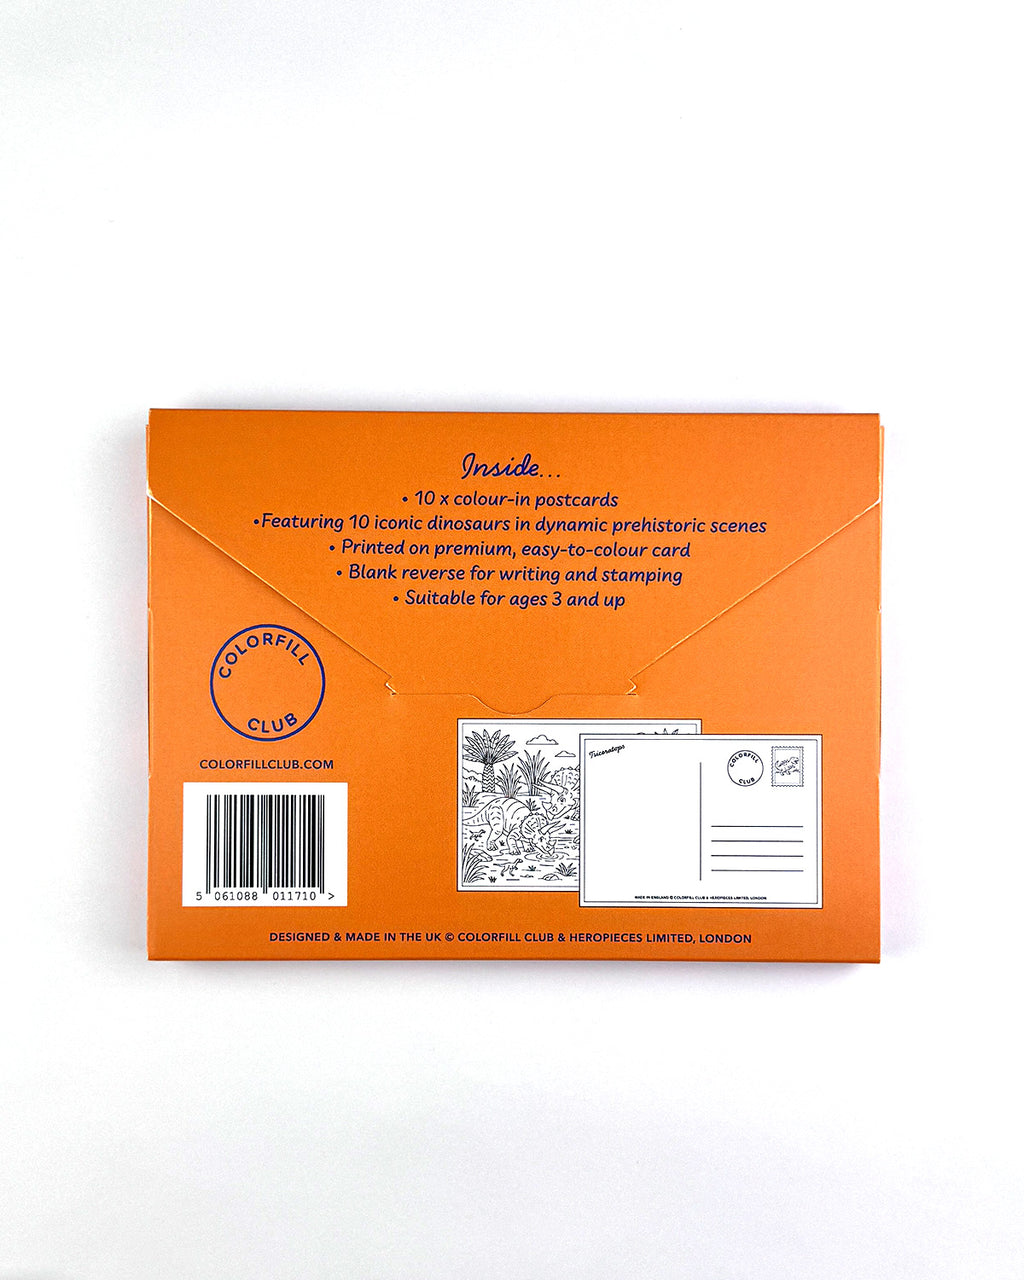 Inside...
• 10 x colour-in postcards
•Featuring 10 iconic dinosaurs in dynamic prehistoric scenes
• Printed on premium, easy-to-colour card
• Blank reverse for writing and stamping
• Suitable for ages 3 and up
COLORFILL
CLUB
COLORFILLCLUB.COM
5 061088 011710 >
Triceratops
COLORFILL
CLUB
MADE IN ENGLAND © COLORFILL CLUB & HEROPIECES LIMITED, LONDON
DESIGNED & MADE IN THE UK © COLORFILL CLUB & HEROPIECES LIMITED, LONDON